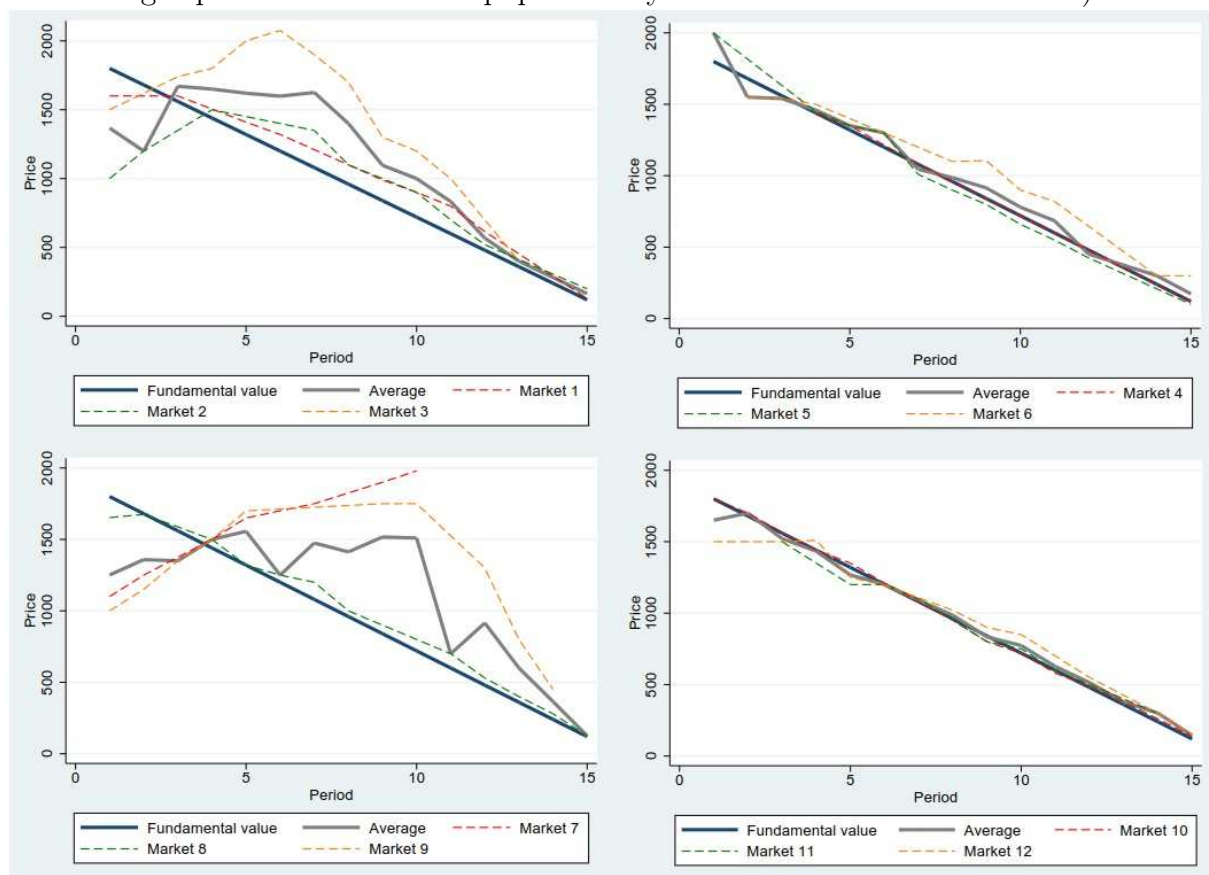 2000
1500
1000
500
0
Price
0 5 10 15
Period
Fundamental value Average Market 1
Market 2 Market 3
2000
1500
1000
500
0
Price
0 5 10 15
Period
Fundamental value Average Market 4
Market 5 Market 6
2000
1500
1000
500
0
Price
0 5 10 15
Period
Fundamental value Average Market 7
Market 8 Market 9
2000
1500
1000
500
0
Price
0 5 10 15
Period
Fundamental value Average Market 10
Market 11 Market 12